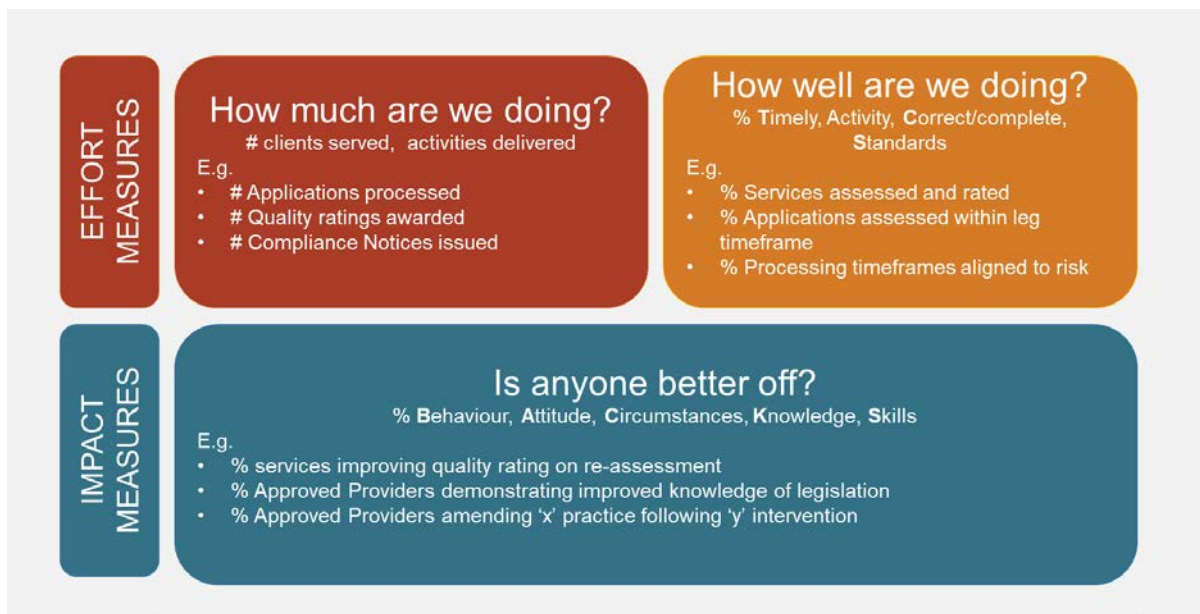 EFFORT
MEASURES
How much are we doing?
# clients served, activities delivered
E.g.
• # Applications processed
• # Quality ratings awarded
• # Compliance Notices issued
How well are we doing?
% Timely, Activity, Correct/complete,
Standards
E.g.
• % Services assessed and rated
• % Applications assessed within leg
timeframe
• % Processing timeframes aligned to risk
IMPACT
MEASURES
Is anyone better off?
% Behaviour, Attitude, Circumstances, Knowledge, Skills
E.g.
• % services improving quality rating on re-assessment
• % Approved Providers demonstrating improved knowledge of legislation
• % Approved Providers amending ‘x’ practice following ‘y’ intervention